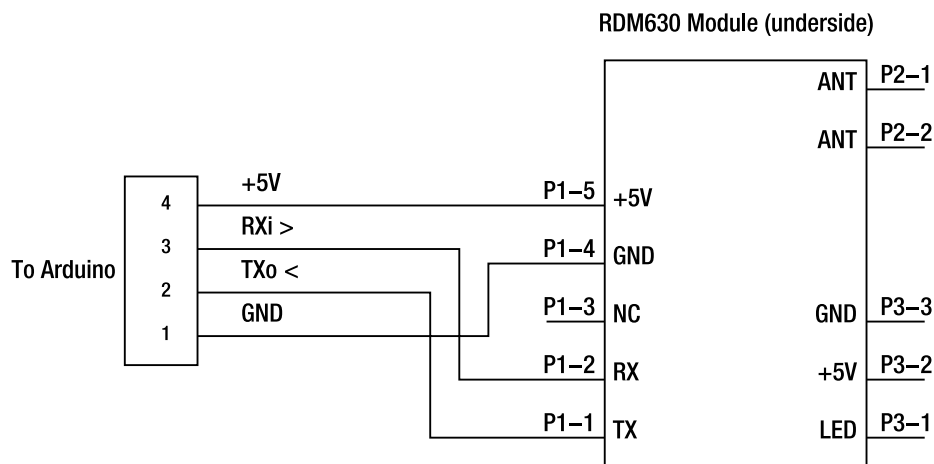 RDM630 Module (underside)
ANT P2–1
ANT P2–2
+5V P1–5 +5V
4
RXi >
3 P1–4 GND
To Arduino TXo <
2
GND P1–3 NC GND P3–3
1
P1–2 RX +5V P3–2
P1–1 TX LED P3–1